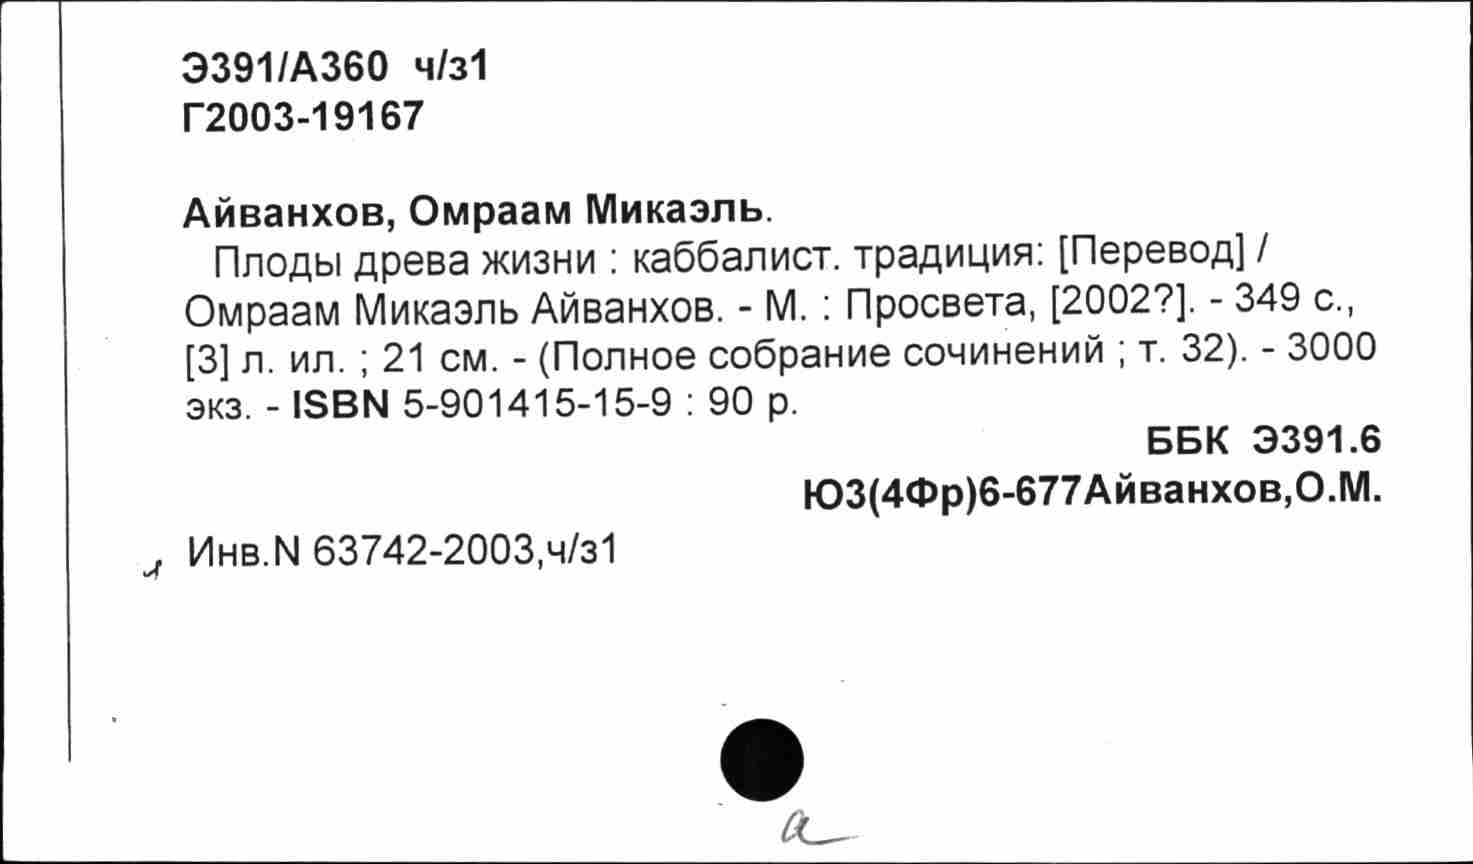 Э391/А360 ч/з1
Г2003-19167
Айванхов, Омраам Микаэль.
Плоды древа жизни : каббалист. традиция: [Перевод] /
Омраам Микаэль Айванхов. - М. : Просвета, [2002?]. - 349 с.,
[3] л. ил. ; 21 см. - (Полное собрание сочинений ; т. 32). - 3000
экз. - ISBN 5-901415-15-9 : 90 р.
ББК Э391.6
Ю3(4Фр)6-677Айванхов,О.М.
Инв.N 63742-2003,ч/з1
а